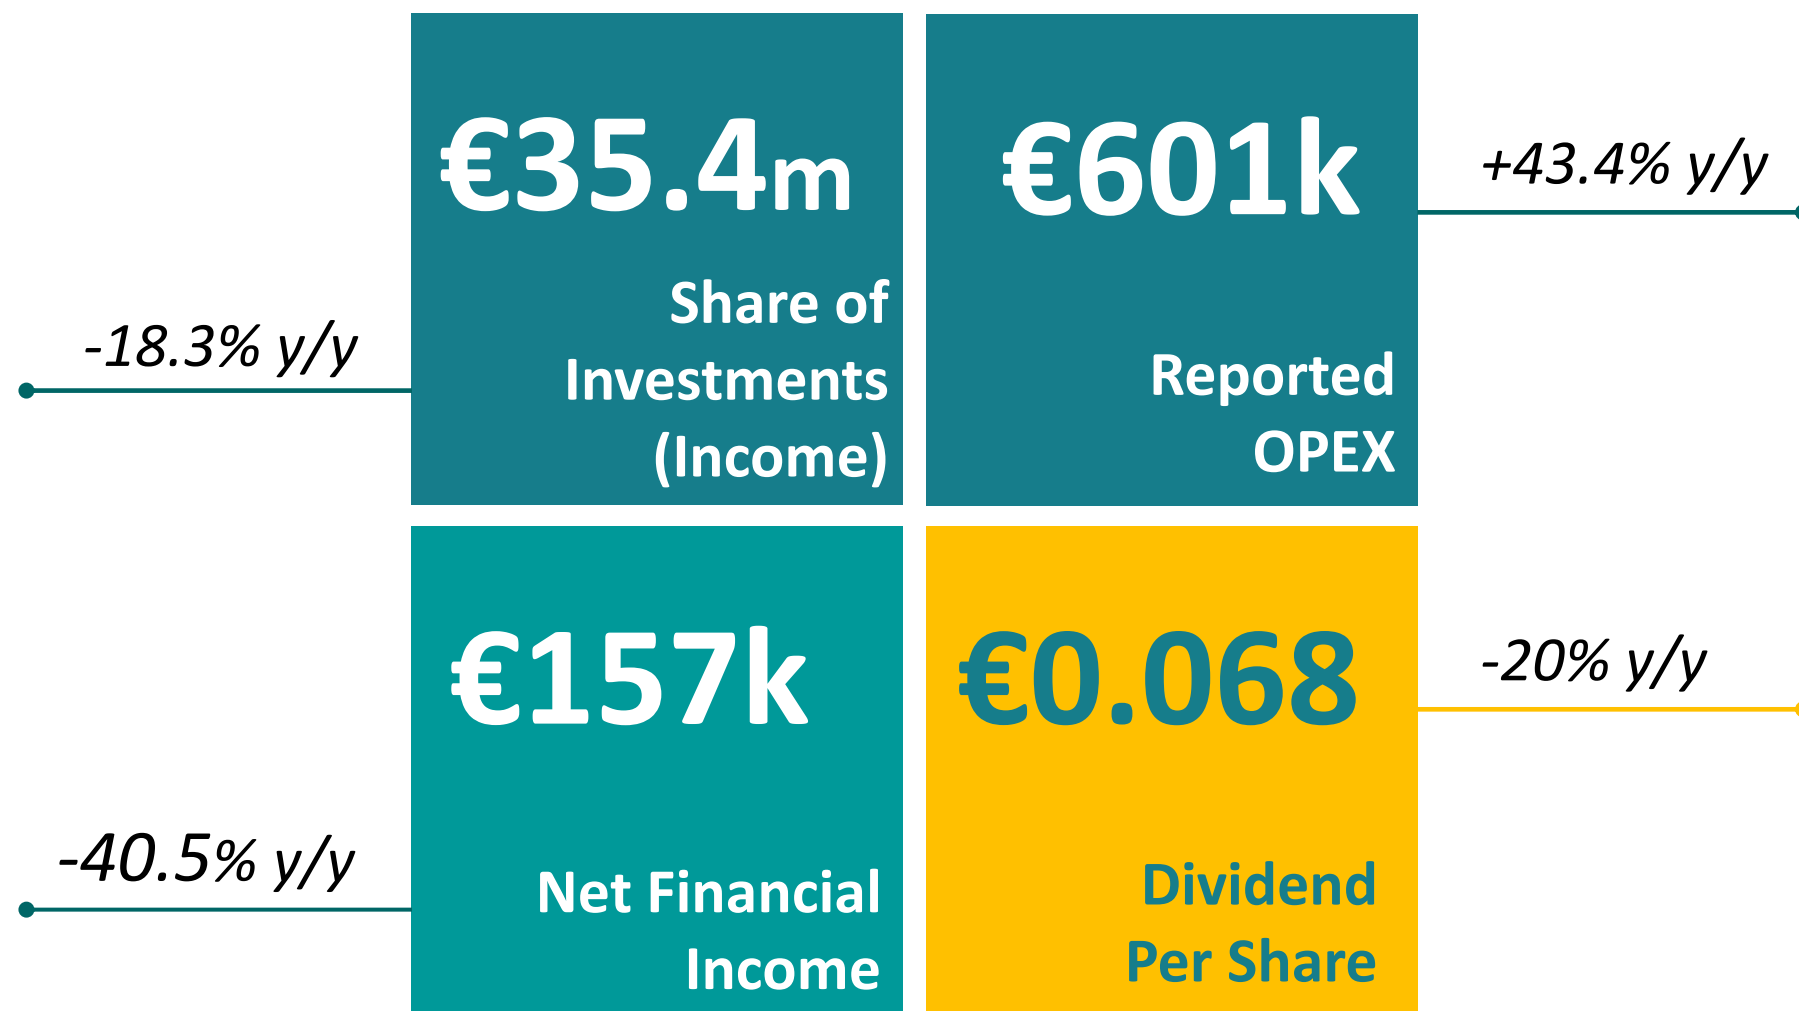 €35.4m
Share of
Investments
(Income)
-18.3% y/y
€601k
Reported
OPEX
+43.4% y/y
€157k
Net Financial
Income
-40.5% y/y
€0.068
Dividend
Per Share
-20% y/y